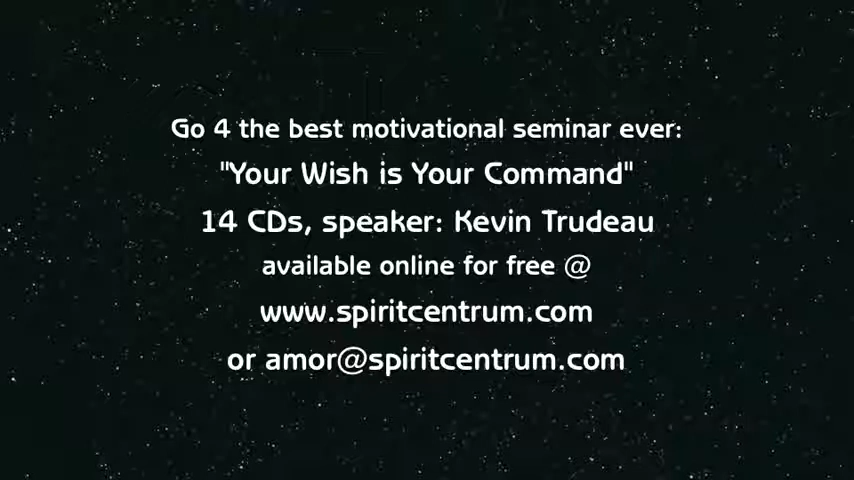 Go 4 the best motivational seminar ever:
"Your Wish is Your Command"
14 CDs, speaker: Kevin Trudeau
available online for free @
www.spiritcentrum.com
or amor@spiritcentrum.com